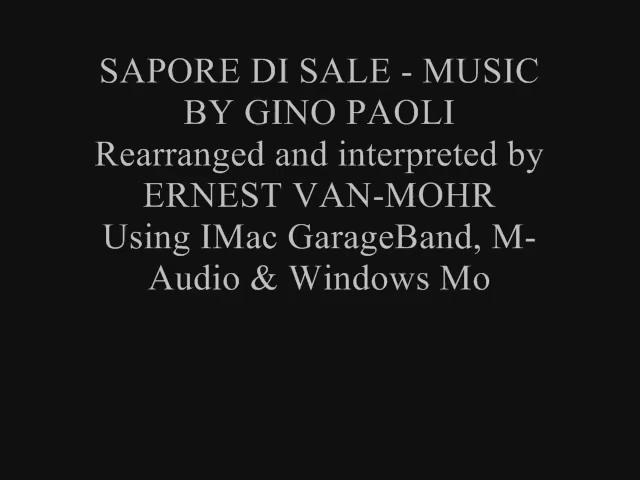 SAPORE DI SALE - MUSIC
BY GINO PAOLI
Rearranged and interpreted by
ERNEST VAN-MOHR
Using IMac GarageBand, M-
Audio & Windows Mo